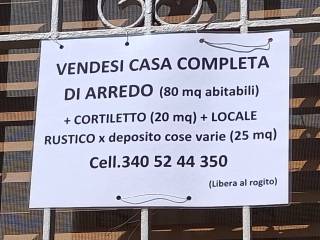 VENDESI CASA COMPLETA
DI ARREDO (80 mq abitabili)
+ CORTILETTO (20 mq) + LOCALE
RUSTICO x deposito cose varie (25 mq)
Cell.340 52 44 350
(Libera al rogito)